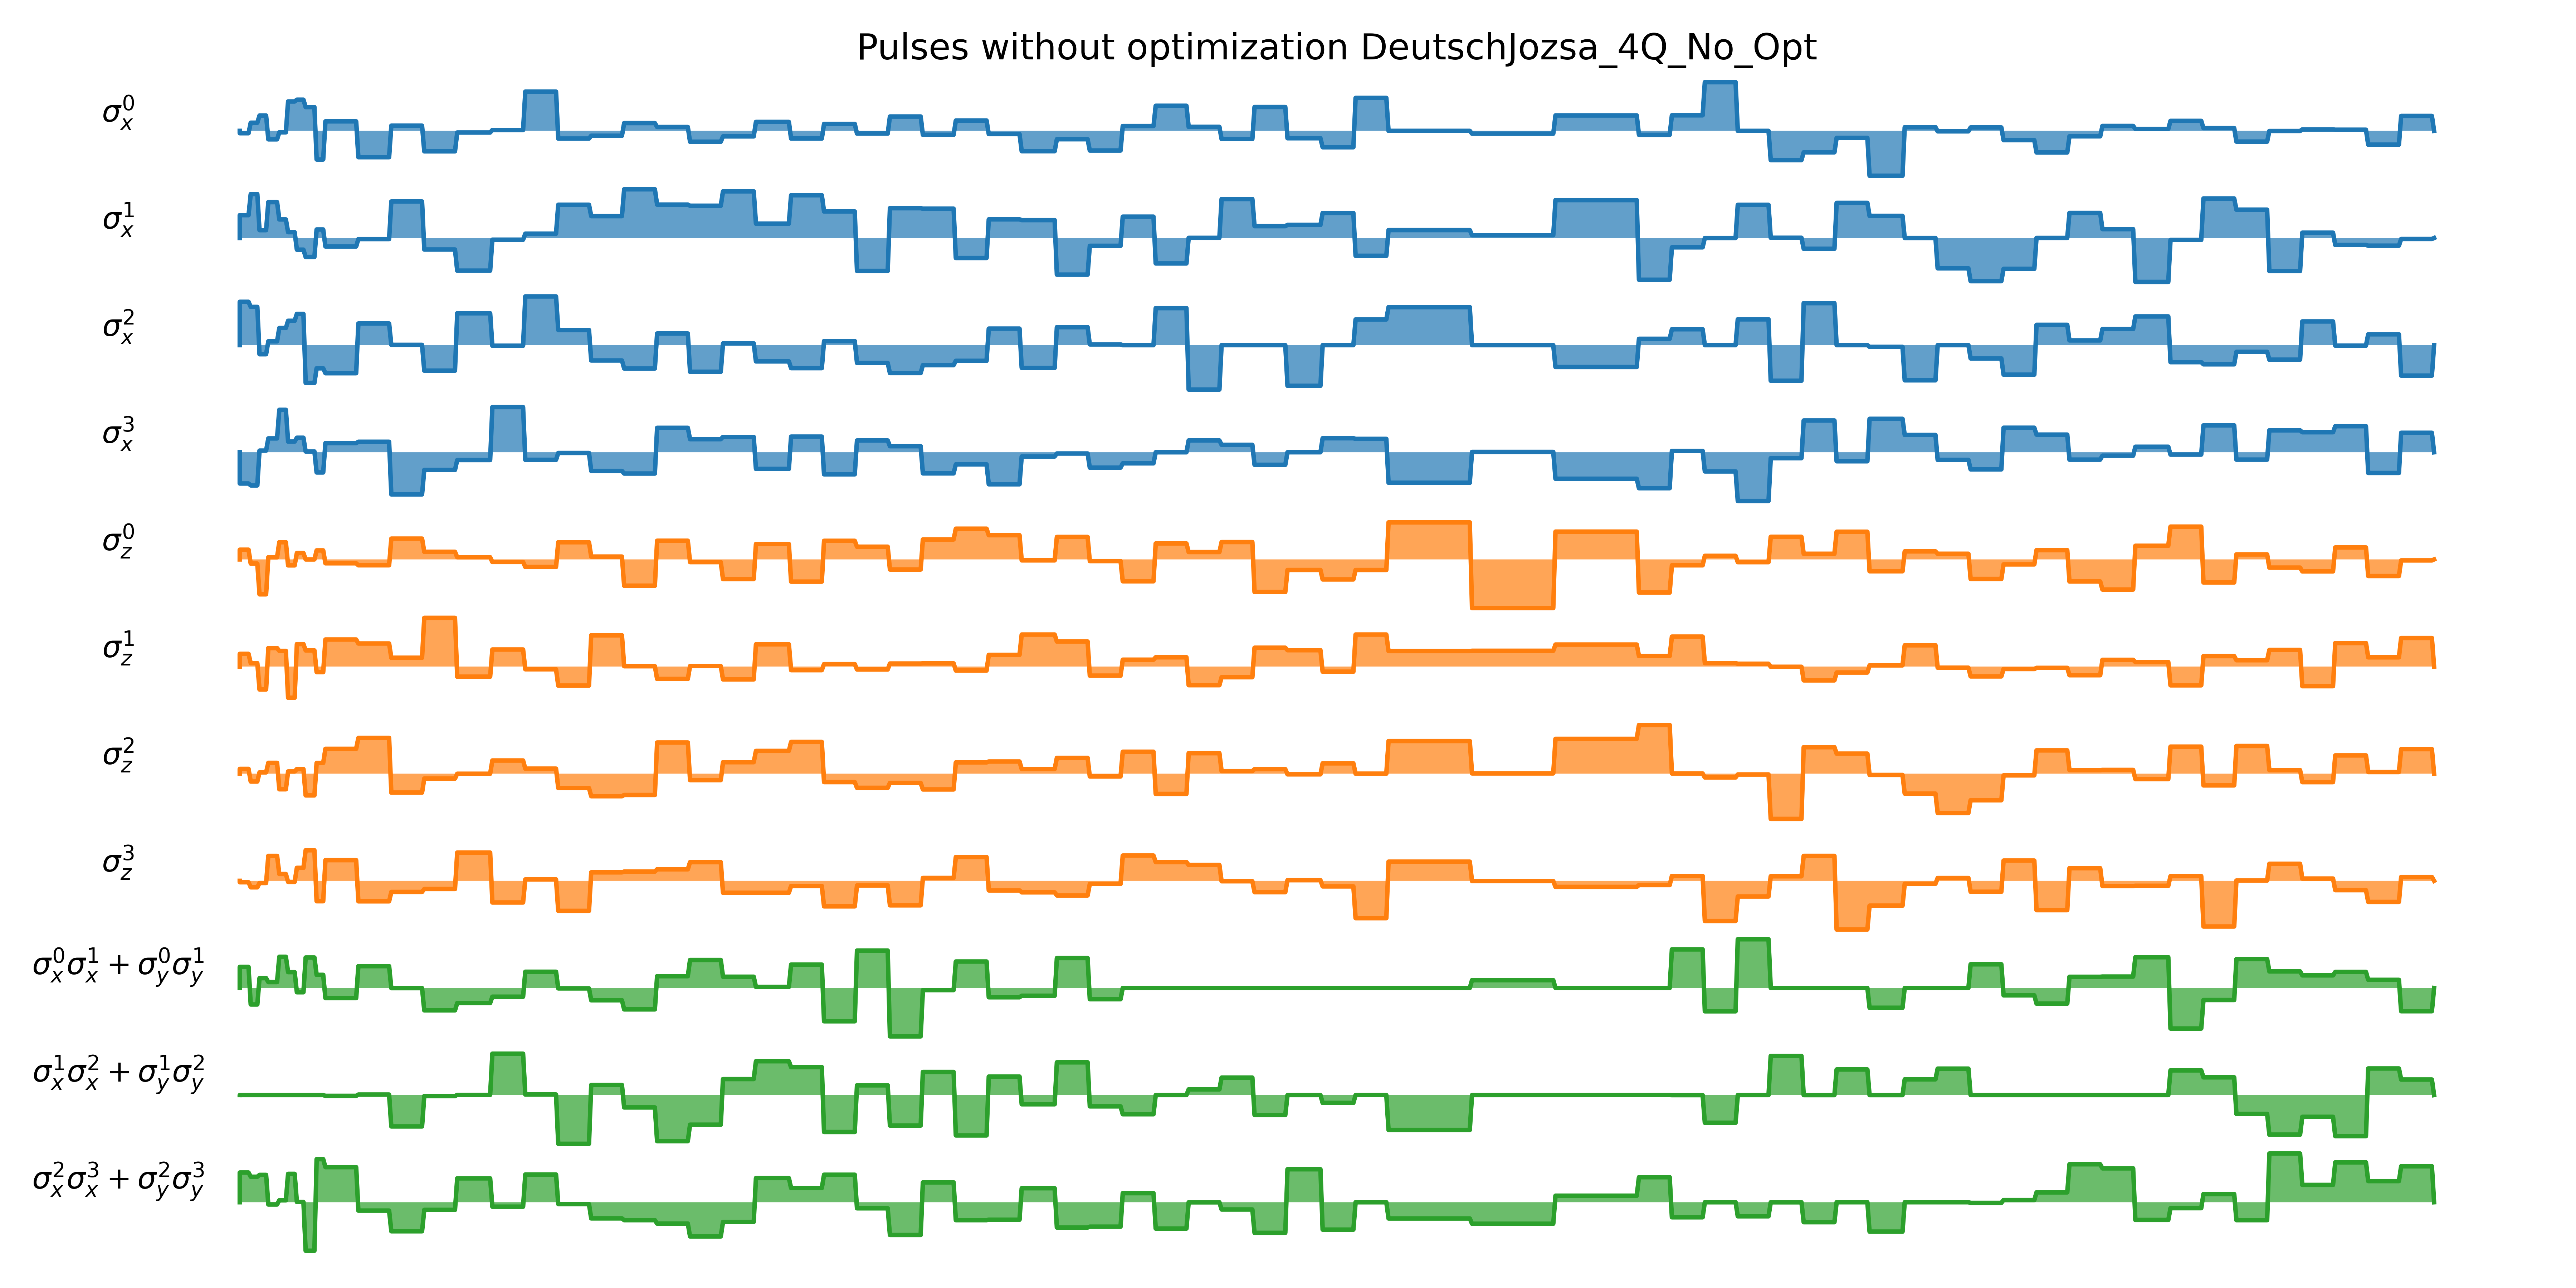 Pulses without optimization DeutschJozsa_4Q_No_Opt
σ_x^0
σ_x^1
σ_x^2
σ_x^3
σ_z^0
σ_z^1
σ_z^2
σ_z^3
σ_x^0σ_x^1 + σ_y^0σ_y^1
σ_x^1σ_x^2 + σ_y^1σ_y^2
σ_x^2σ_x^3 + σ_y^2σ_y^3